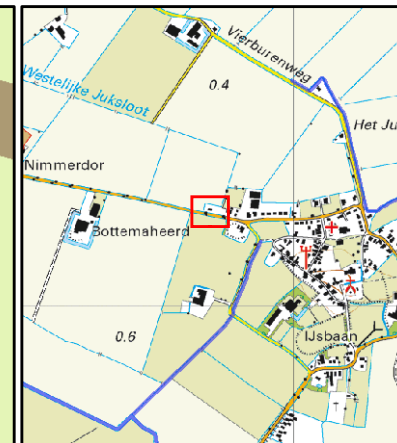 Vierburenweg
0.4
Westelijke Juksloot
Het Ju
Nimmerdor
Bottemaheerd
IJsbaan
0.6